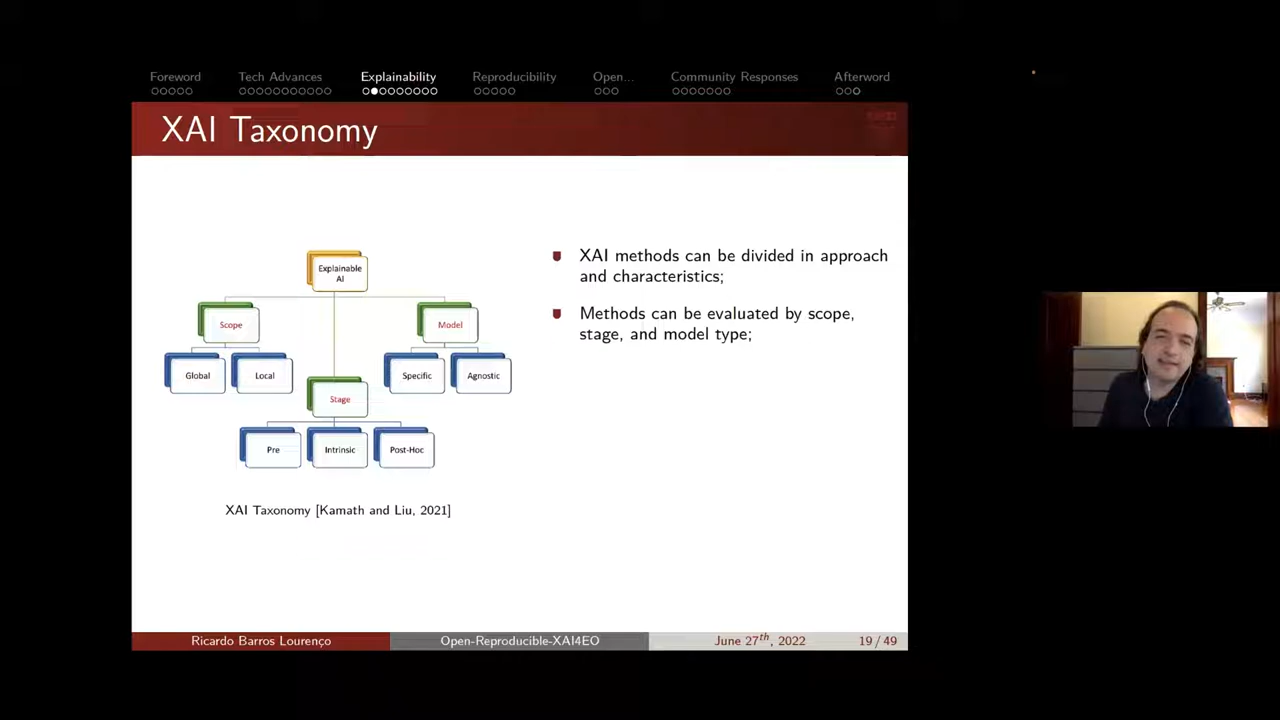 Foreword Tech Advances Explainability Reproducibility Open... Community Responses Afterword
XAI Taxonomy
Explainable
AI
Scope
Model
Global
Local
Specific
Agnostic
Stage
Pre
Intrinsic
Post-Hoc
XAI Taxonomy [Kamath and Liu, 2021]
XAI methods can be divided in approach
and characteristics;
Methods can be evaluated by scope,
stage, and model type;
Ricardo Barros Lourenço Open-Reproducible-XAI4EO June 27th, 2022 19 / 49